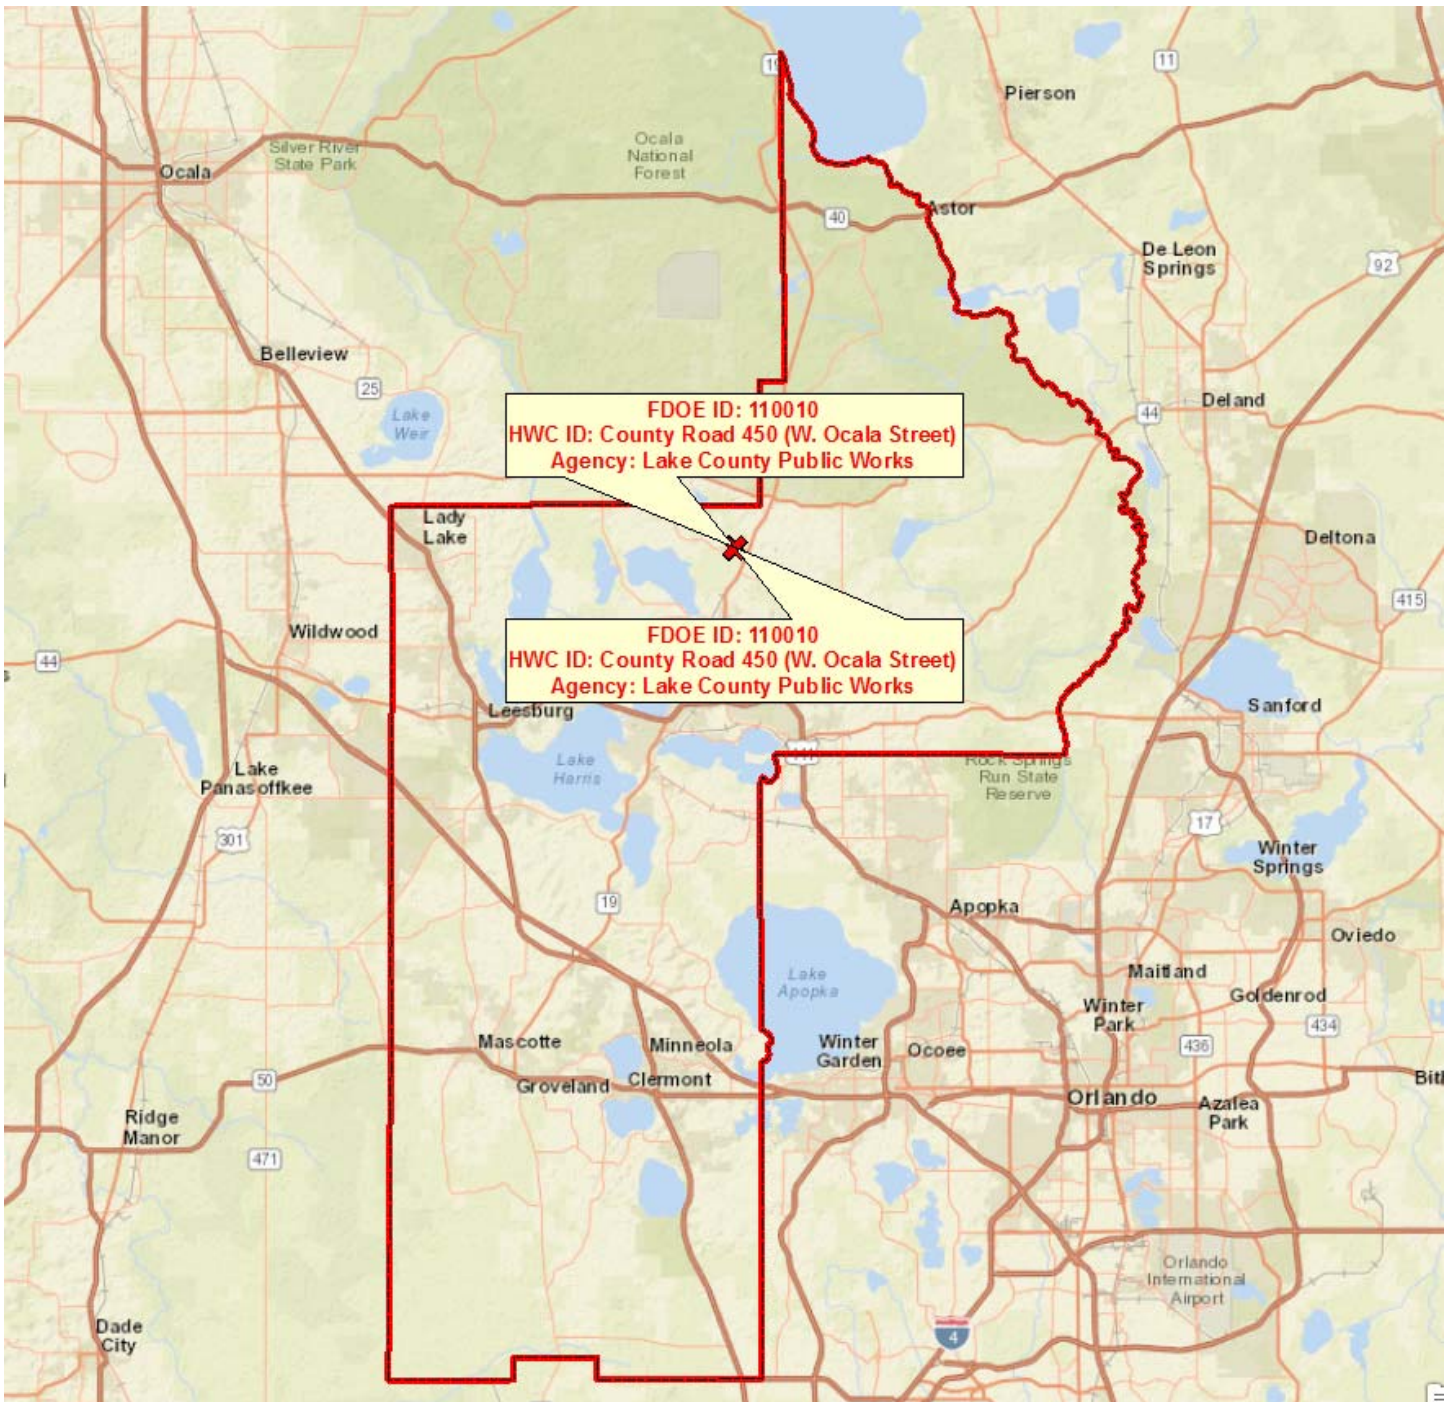 19
11
Pierson
Ocala
National
Forest
Silver River
State Park
Ocala
40
Astor
De Leon
Springs
92
Belleview
25
Lake
Weir
44
Deland
FDOE ID: 110010
HWC ID: County Road 450 (W. Ocala Street)
Agency: Lake County Public Works
Lady
Lake
Deltona
415
Wildwood
44
FDOE ID: 110010
HWC ID: County Road 450 (W. Ocala Street)
Agency: Lake County Public Works
Leesburg
Sanford
Lake
Harris
441
Rock Springs
Run State
Reserve
Lake
Panasoffkee
301
17
Winter
Springs
19
Apopka
Oviedo
Lake
Apopka
Maitland
Goldenrod
Winter
Park
434
436
Mascotte
Minneola
Winter
Garden
Ocoee
50
Groveland
Clermont
Orlando
Azalea
Park
Bith
Ridge
Manor
471
Orlando
International
Airport
Dade
City
4